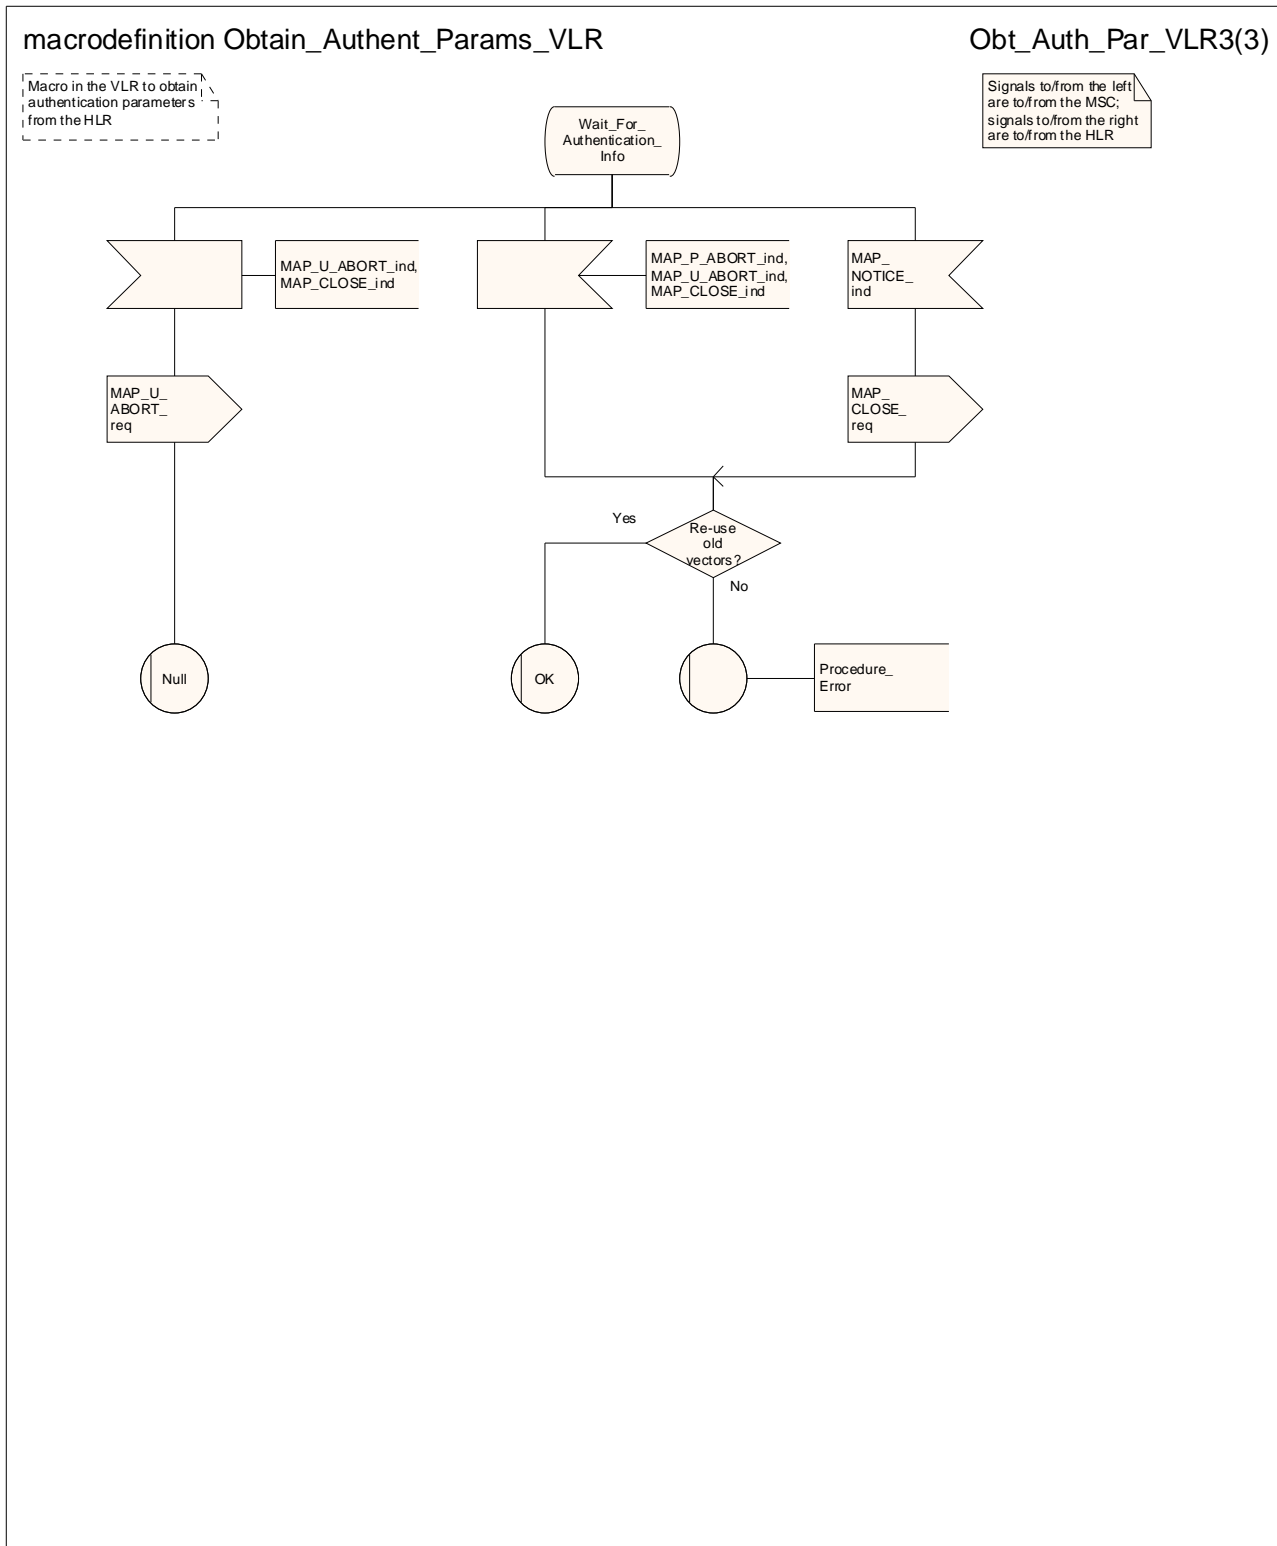 macrodefinition Obtain_Authent_Params_VLR
Obt_Auth_Par_VLR3(3)
Macro in the VLR to obtain
authentication parameters
from the HLR
Signals to/from the left
are to/from the MSC;
signals to/from the right
are to/from the HLR
Wait_For_
Authentication_
Info
MAP_U_ABORT_ind,
MAP_CLOSE_ind
MAP_P_ABORT_ind,
MAP_U_ABORT_ind,
MAP_CLOSE_ind
MAP_
NOTICE_
ind
MAP_U_
ABORT_
req
MAP_
CLOSE_
req
Yes
Re-use
old
vectors?
No
Null
OK
Procedure_
Error